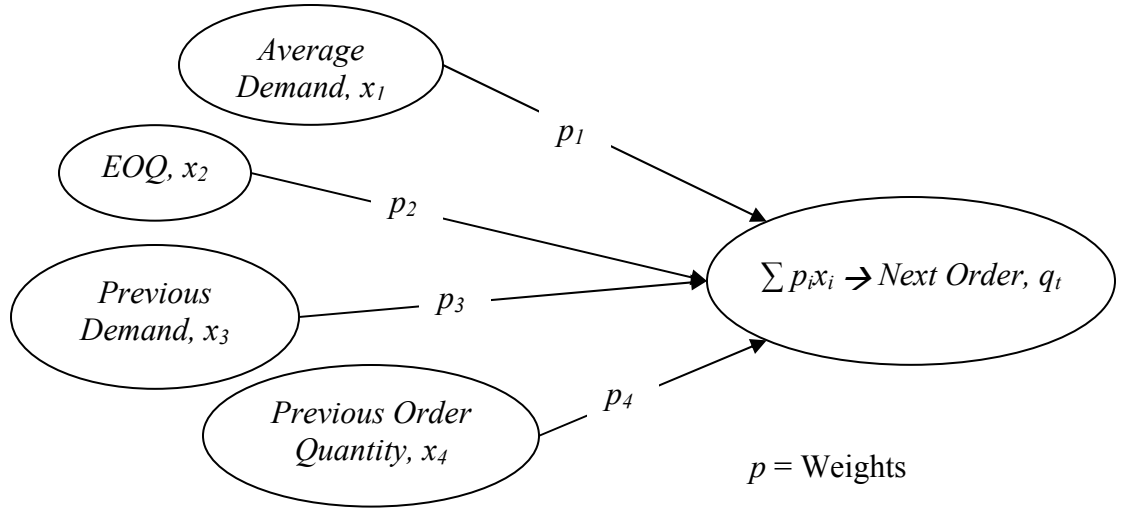 Average
Demand, x₁
p₁
EOQ, x₂
p₂
Previous
Demand, x₃
p₃
∑ pᵢxᵢ → Next Order, qₜ
Previous Order
Quantity, x₄
p₄
p = Weights